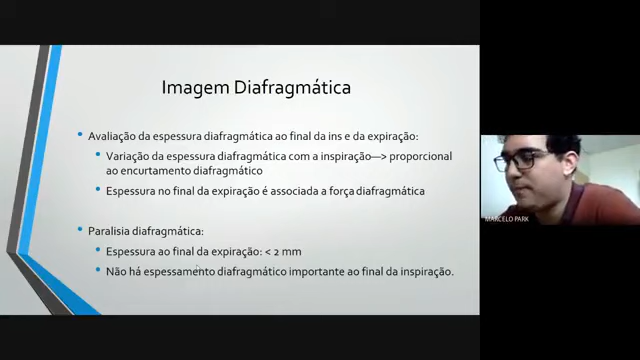 Imagem Diafragmática
• Avaliação da espessura diafragmática ao final da ins e da expiração:
• Variação da espessura diafragmática com a inspiração—> proporcional
ao encurtamento diafragmático
• Espessura no final da expiração é associada a força diafragmática
• Paralisia diafragmática:
• Espessura ao final da expiração: < 2 mm
• Não há espessamento diafragmático importante ao final da inspiração.
MARCELO PARK